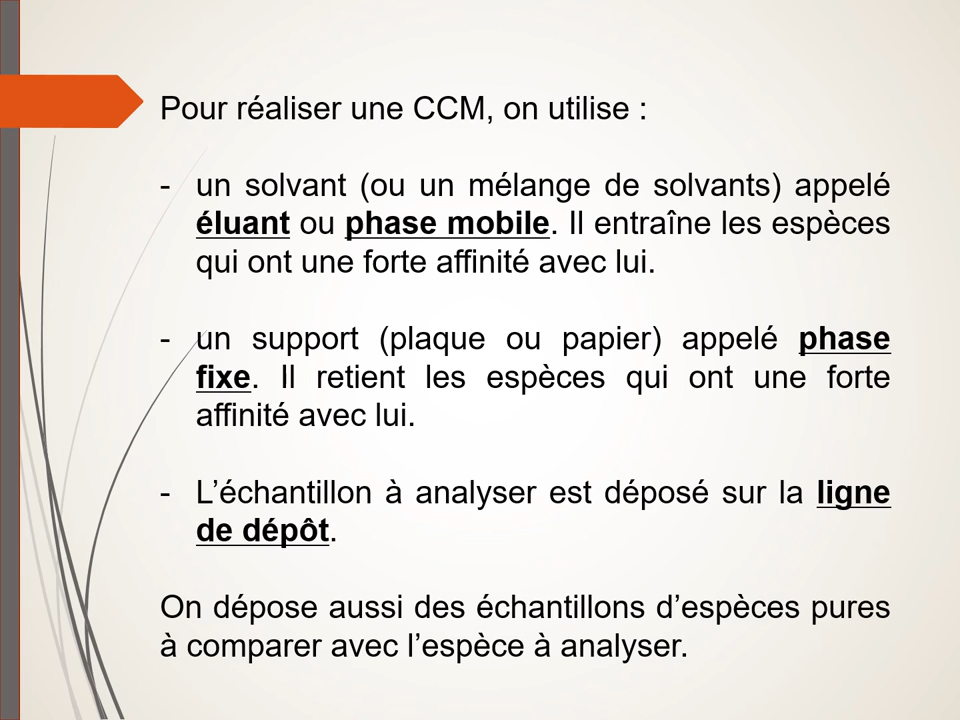 Pour réaliser une CCM, on utilise :
- un solvant (ou un mélange de solvants) appelé
éluant ou phase mobile. Il entraîne les espèces
qui ont une forte affinité avec lui.
- un support (plaque ou papier) appelé phase
fixe. Il retient les espèces qui ont une forte
affinité avec lui.
- L’échantillon à analyser est déposé sur la ligne
de dépôt.
On dépose aussi des échantillons d’espèces pures
à comparer avec l’espèce à analyser.